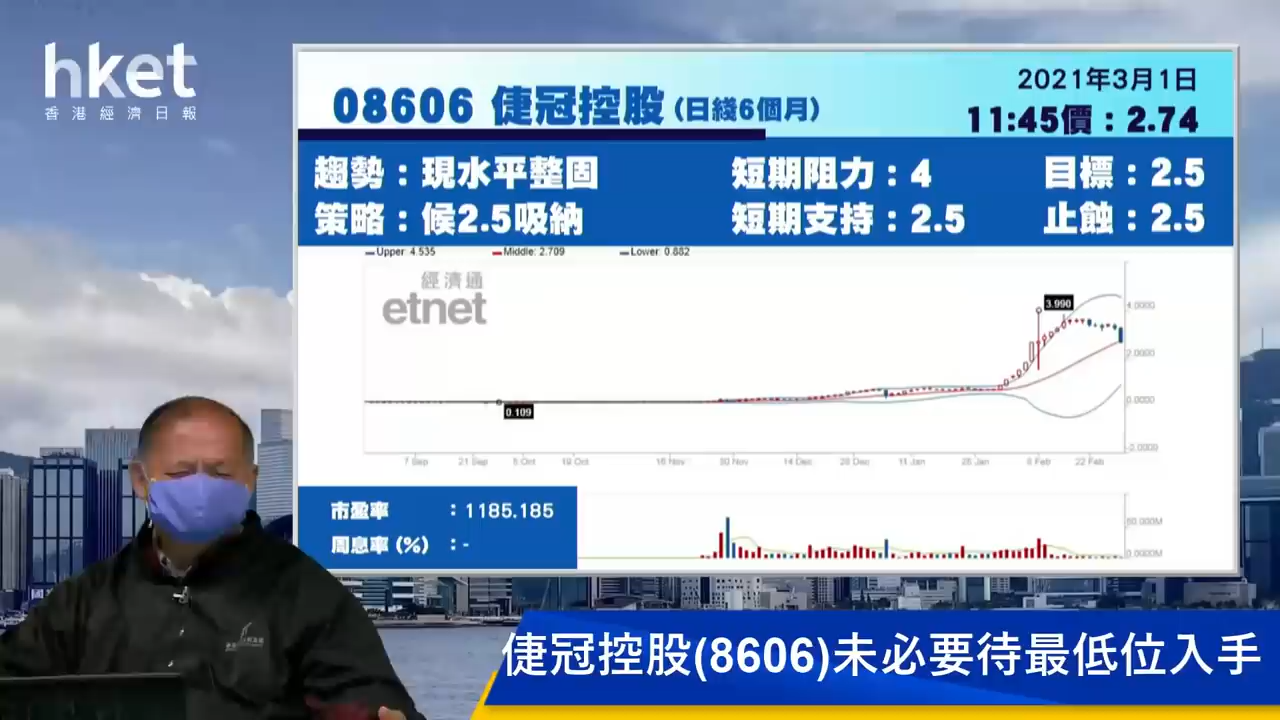 hket
香港經濟日報
08606 倢冠控股 (日綫6個月)
2021年3月1日
11:45價：2.74
趨勢：現水平整固
短期阻力：4
目標：2.5
策略：候2.5吸納
短期支持：2.5
止蝕：2.5
Upper: 4.535 Middle: 2.709 Lower: 0.882
經濟通
etnet
3.990
4.0000
2.0000
0.0000
-2.0000
0.109
7 Sep 21 Sep 5 Oct 19 Oct 16 Nov 30 Nov 14 Dec 28 Dec 11 Jan 25 Jan 8 Feb 22 Feb
市盈率 ：1185.185
周息率 (%) ：-
0.0000M
倢冠控股(8606)未必要待最低位入手